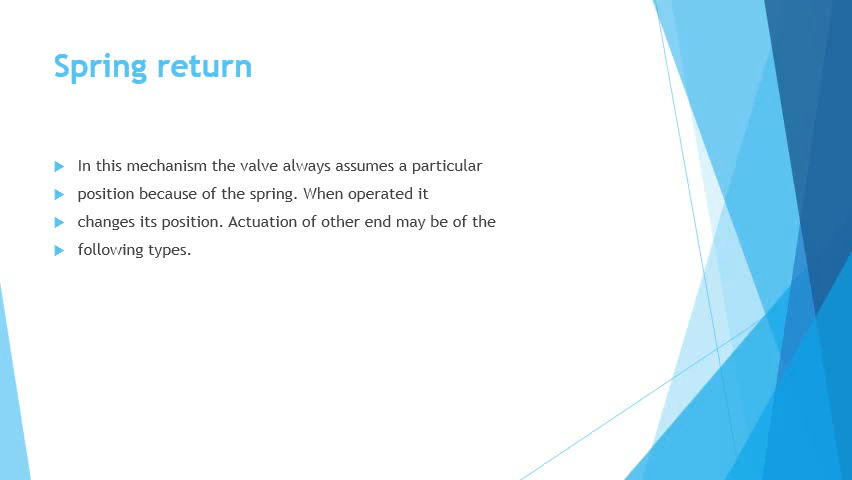 Spring return
In this mechanism the valve always assumes a particular
position because of the spring. When operated it
changes its position. Actuation of other end may be of the
following types.